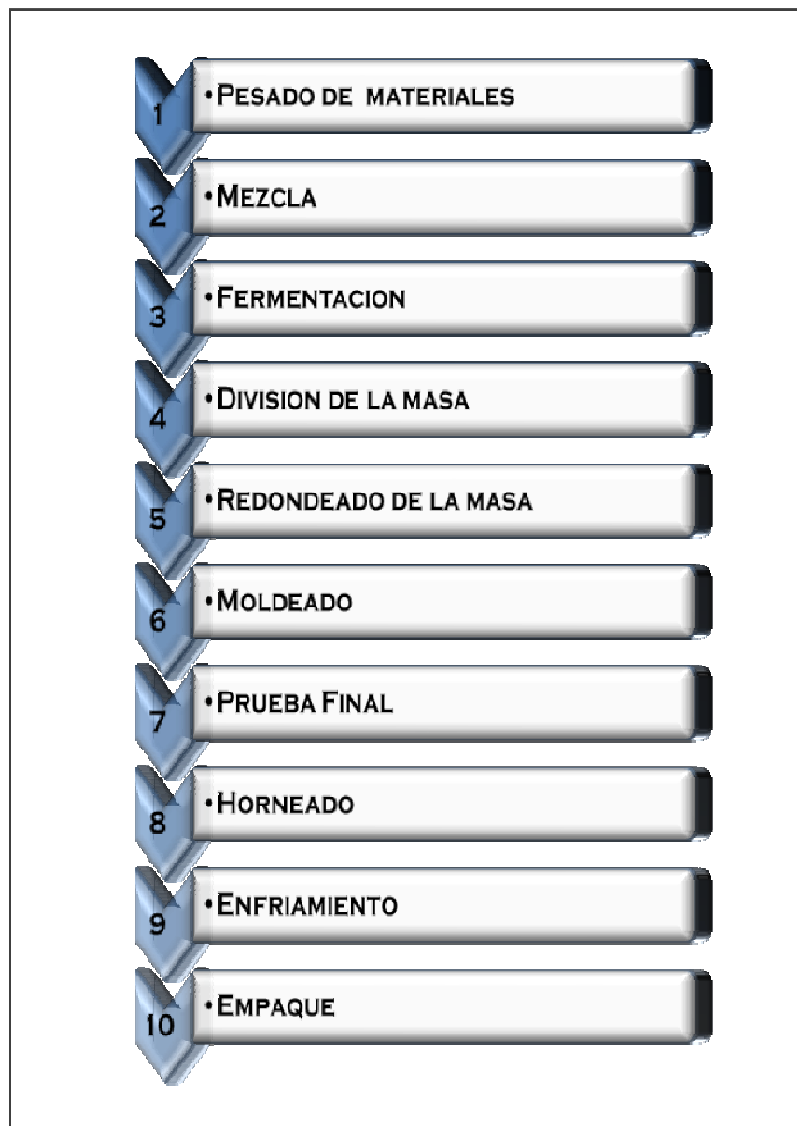 1 •PESADO DE MATERIALES
2 •MEZCLA
3 •FERMENTACION
4 •DIVISION DE LA MASA
5 •REDONDEADO DE LA MASA
6 •MOLDEADO
7 •PRUEBA FINAL
8 •HORNEADO
9 •ENFRIAMIENTO
10 •EMPAQUE